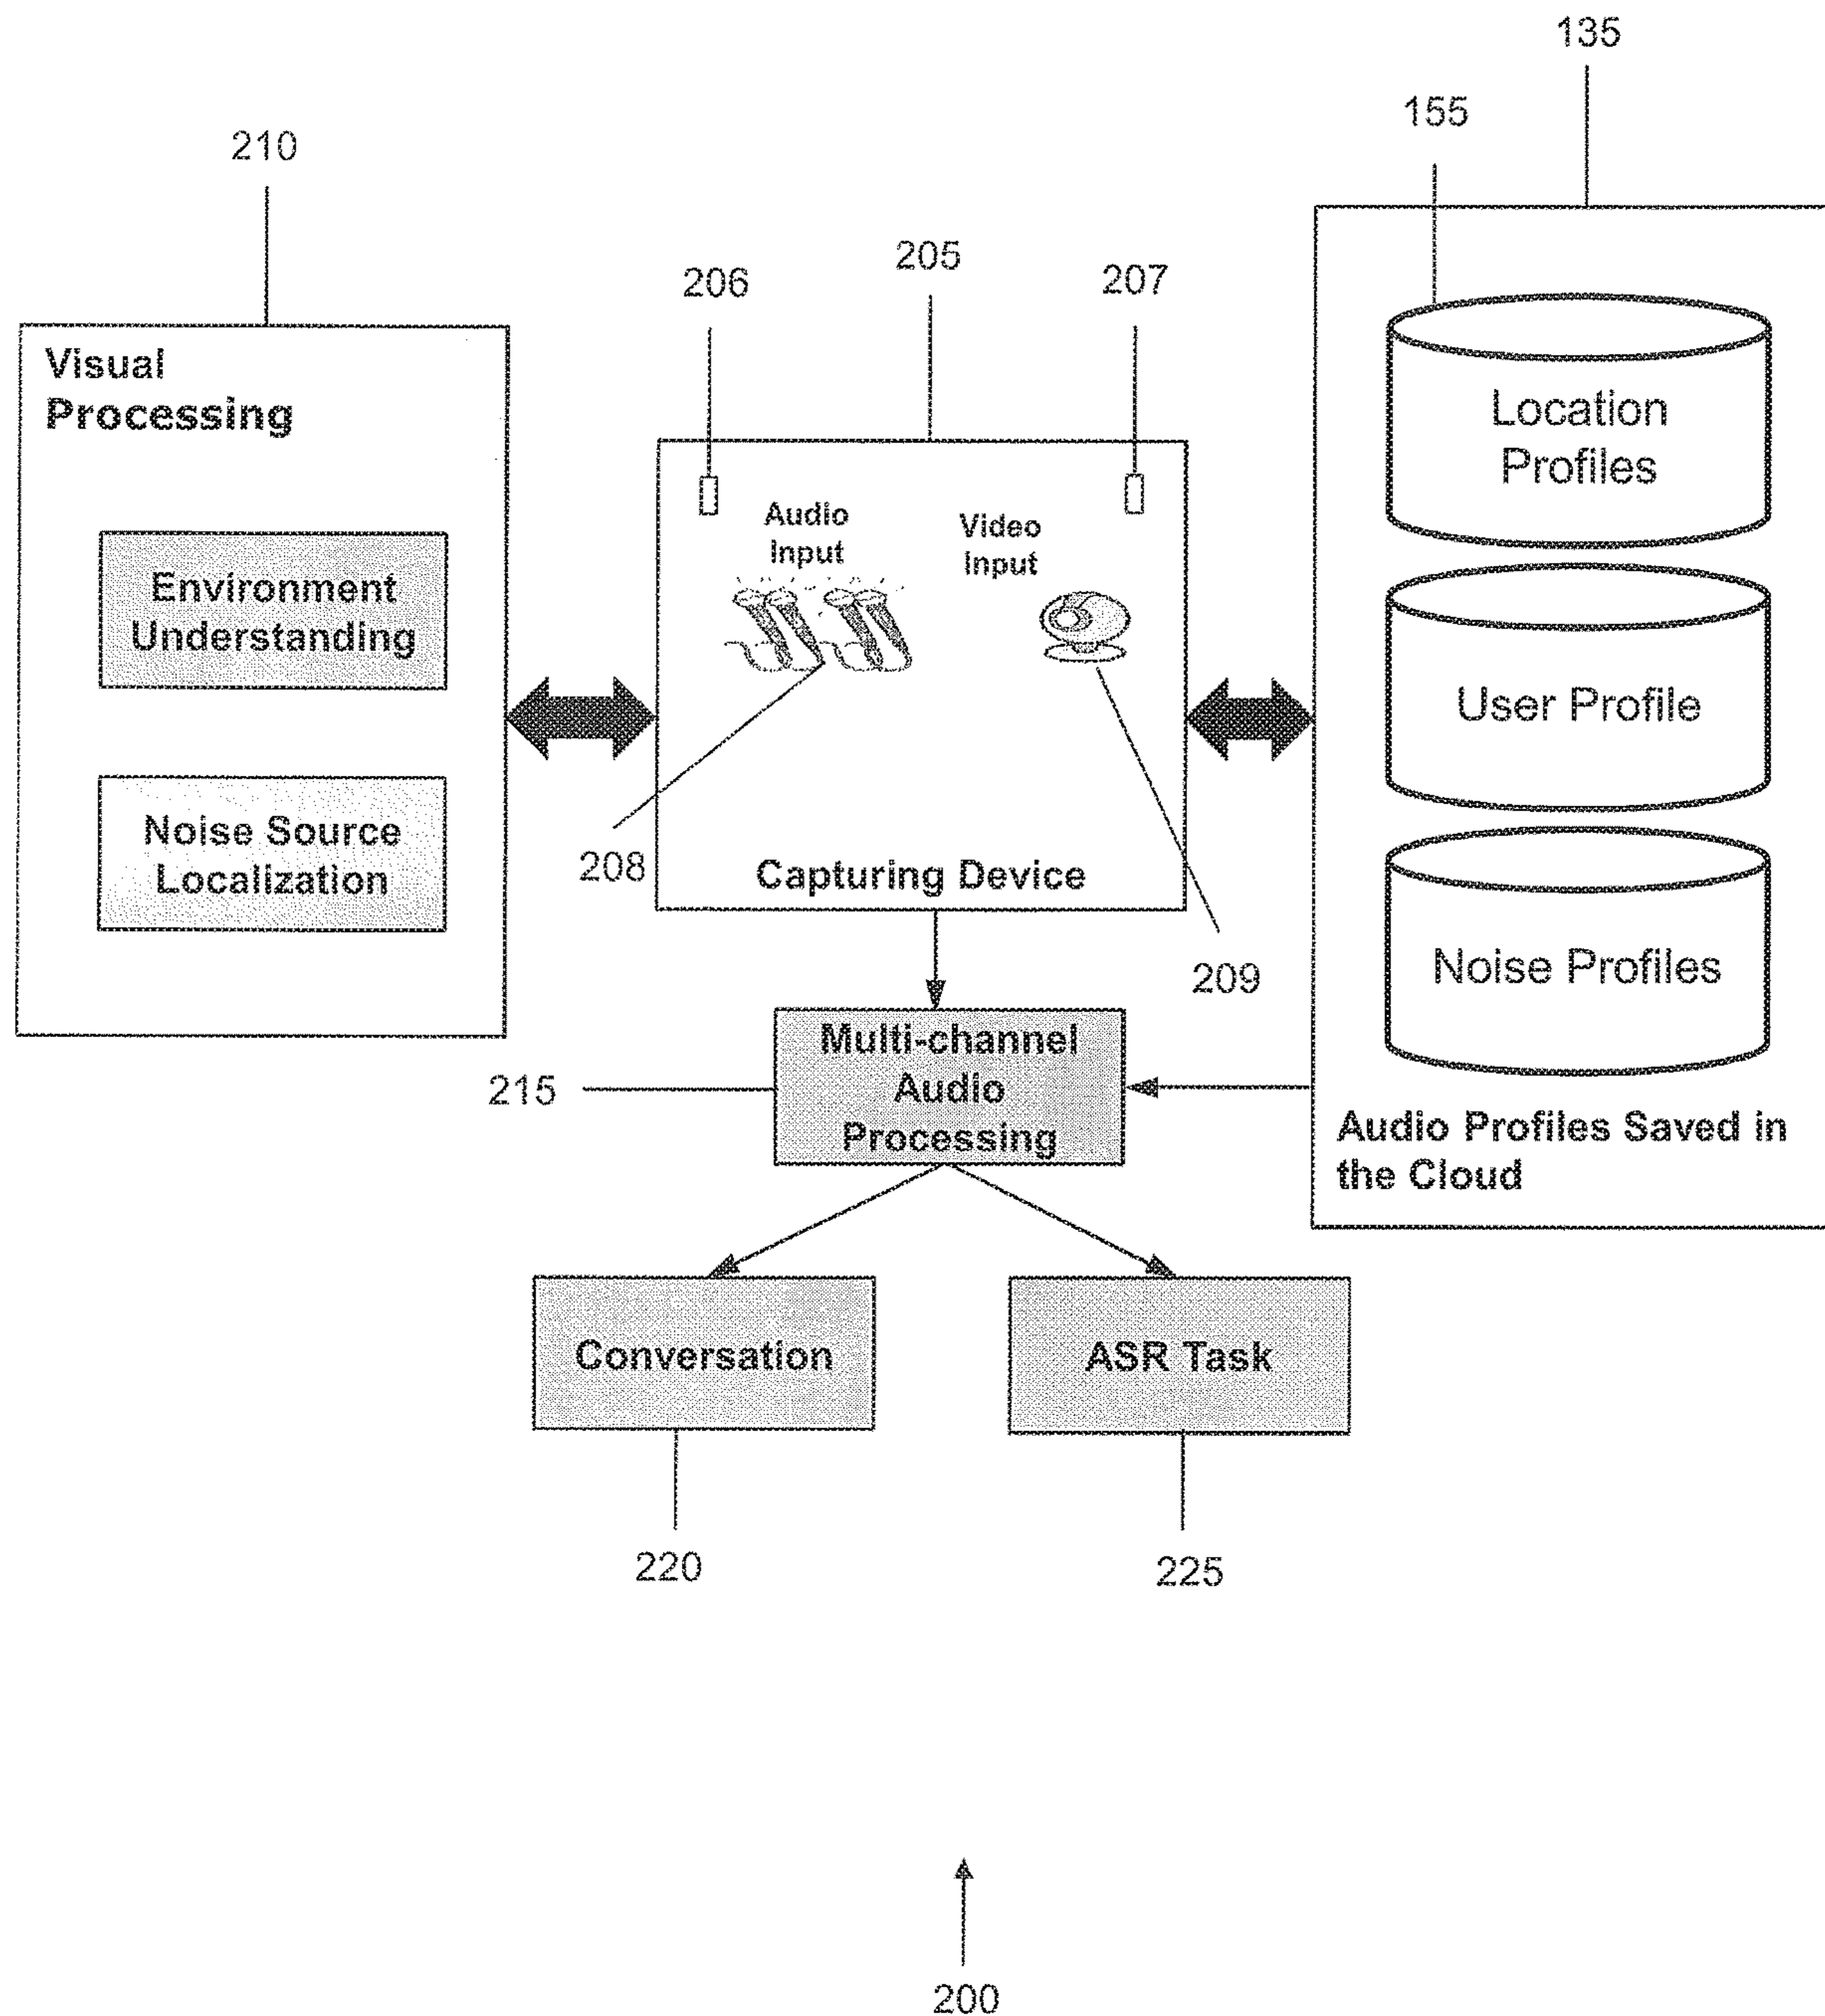 135
155
210
205
206
207
Visual
Processing
Environment
Understanding
Noise Source
Localization
Audio
Input
Video
Input
208
Capturing Device
209
Location
Profiles
User Profile
Noise Profiles
Audio Profiles Saved in
the Cloud
215
Multi-channel
Audio
Processing
Conversation
ASR Task
220
225
200